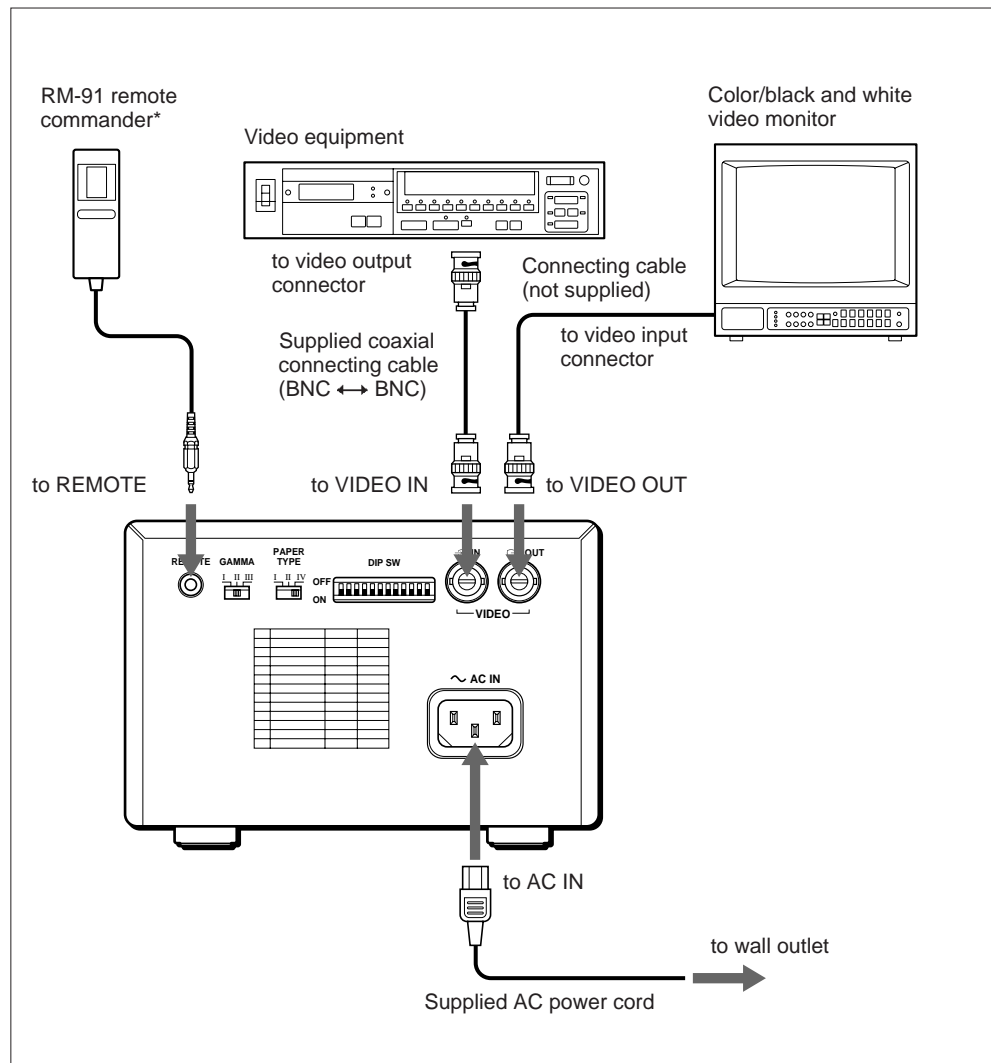 RM-91 remote
commander*
Video equipment
Color/black and white
video monitor
to video output
connector
Connecting cable
(not supplied)
to video input
connector
Supplied coaxial
connecting cable
(BNC ↔ BNC)
to REMOTE
to VIDEO IN
to VIDEO OUT
GAMMA
I II III
PAPER
TYPE
I II IV
DIP SW
OFF
ON
IN
OUT
VIDEO
∼ AC IN
to AC IN
to wall outlet
Supplied AC power cord